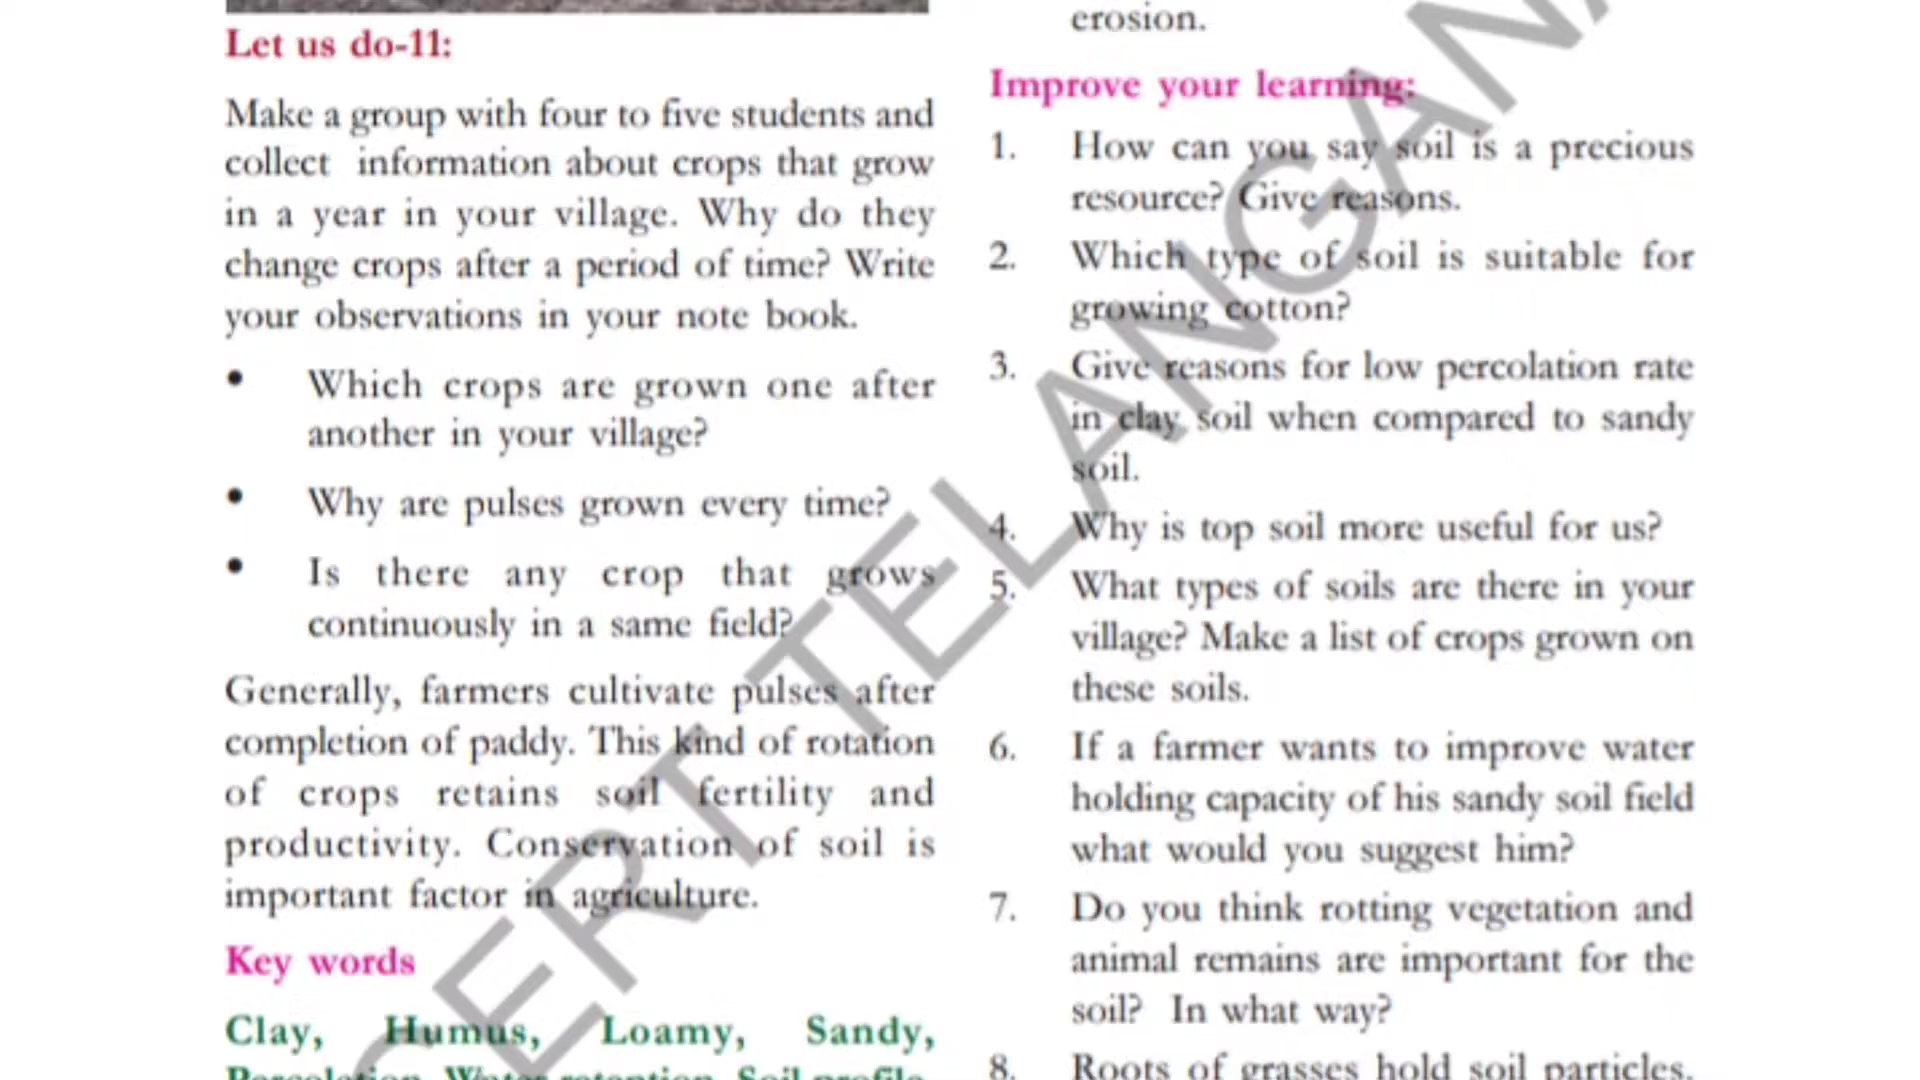 Let us do-11:
Make a group with four to five students and
collect information about crops that grow
in a year in your village. Why do they
change crops after a period of time? Write
your observations in your note book.
• Which crops are grown one after
another in your village?
• Why are pulses grown every time?
• Is there any crop that grows
continuously in a same field?
Generally, farmers cultivate pulses after
completion of paddy. This kind of rotation
of crops retains soil fertility and
productivity. Conservation of soil is
important factor in agriculture.
Key words
Clay, Humus, Loamy, Sandy,
Percolation, Water retention, Soil profile,
erosion.
Improve your learning:
1. How can you say soil is a precious
resource? Give reasons.
2. Which type of soil is suitable for
growing cotton?
3. Give reasons for low percolation rate
in clay soil when compared to sandy
soil.
4. Why is top soil more useful for us?
5. What types of soils are there in your
village? Make a list of crops grown on
these soils.
6. If a farmer wants to improve water
holding capacity of his sandy soil field
what would you suggest him?
7. Do you think rotting vegetation and
animal remains are important for the
soil? In what way?
8. Roots of grasses hold soil particles.
CERT TELANGANA